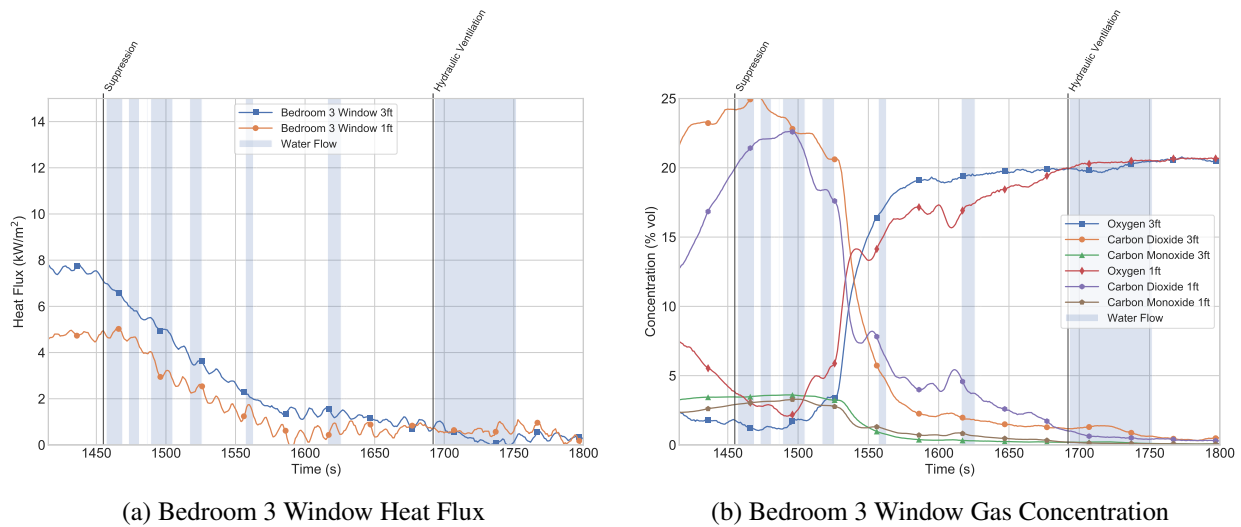 Suppression
Hydraulic Ventilation
14
12
10
8
6
4
2
0
Heat Flux (kW/m²)
Bedroom 3 Window 3ft
Bedroom 3 Window 1ft
Water Flow
1450 1500 1550 1600 1650 1700 1750 1800
Time (s)
(a) Bedroom 3 Window Heat Flux
Suppression
Hydraulic Ventilation
25
20
15
10
5
0
Concentration (% vol)
Oxygen 3ft
Carbon Dioxide 3ft
Carbon Monoxide 3ft
Oxygen 1ft
Carbon Dioxide 1ft
Carbon Monoxide 1ft
Water Flow
1450 1500 1550 1600 1650 1700 1750 1800
Time (s)
(b) Bedroom 3 Window Gas Concentration